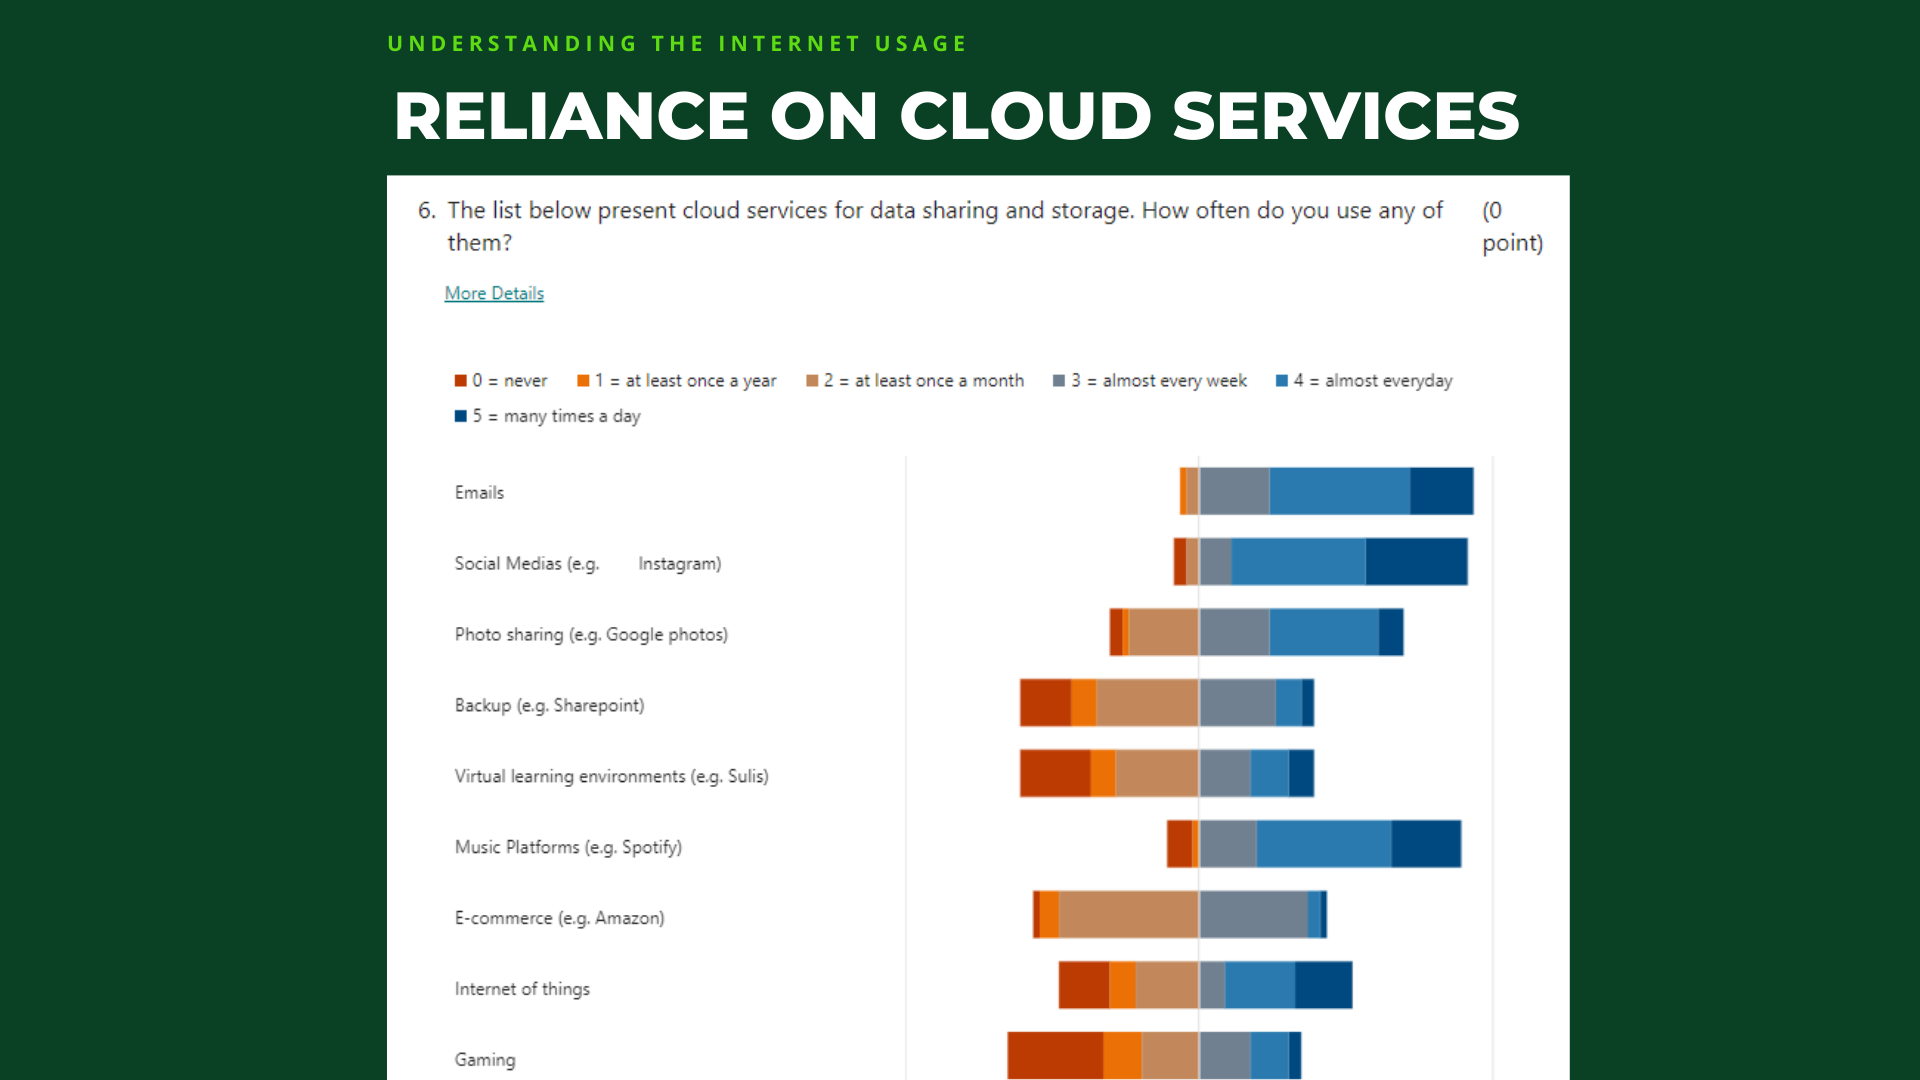 UNDERSTANDING THE INTERNET USAGE
RELIANCE ON CLOUD SERVICES
6. The list below present cloud services for data sharing and storage. How often do you use any of
them?
(0
point)
More Details
0 = never 1 = at least once a year 2 = at least once a month 3 = almost every week 4 = almost everyday
5 = many times a day
Emails
Social Medias (e.g. Instagram)
Photo sharing (e.g. Google photos)
Backup (e.g. Sharepoint)
Virtual learning environments (e.g. Sulis)
Music Platforms (e.g. Spotify)
E-commerce (e.g. Amazon)
Internet of things
Gaming